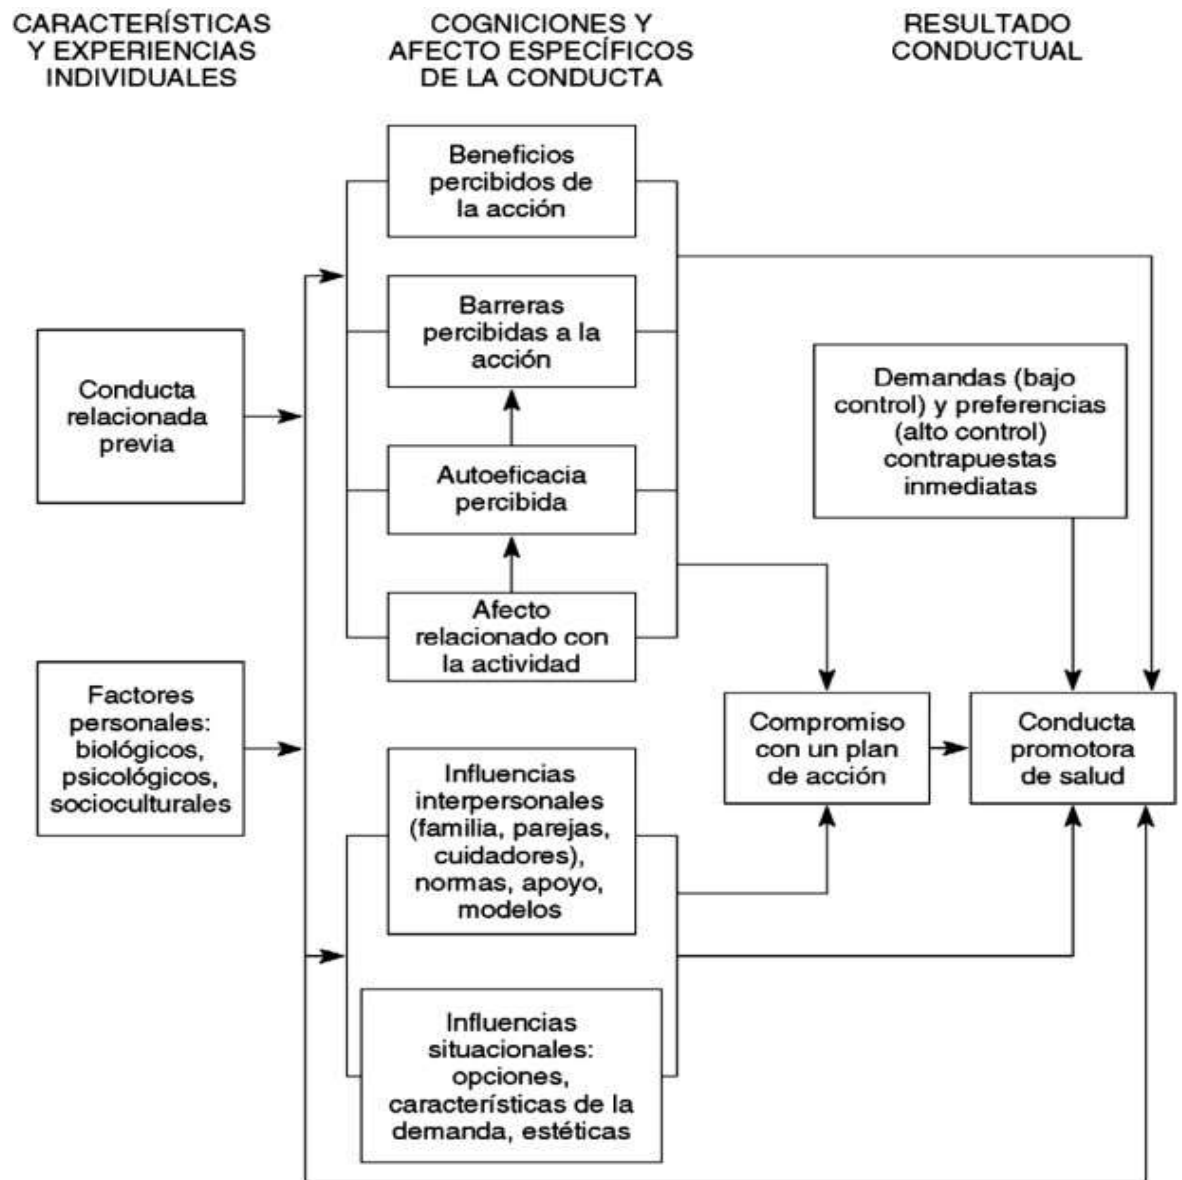 CARACTERÍSTICAS
Y EXPERIENCIAS
INDIVIDUALES
COGNICIONES Y
AFECTO ESPECÍFICOS
DE LA CONDUCTA
RESULTADO
CONDUCTUAL
Conducta
relacionada
previa
Factores
personales:
biológicos,
psicológicos,
socioculturales
Beneficios
percibidos de
la acción
Barreras
percibidas a la
acción
Autoeficacia
percibida
Afecto
relacionado con
la actividad
Influencias
interpersonales
(familia, parejas,
cuidadores),
normas, apoyo,
modelos
Influencias
situacionales:
opciones,
características de la
demanda, estéticas
Demandas (bajo
control) y preferencias
(alto control)
contrapuestas
inmediatas
Compromiso
con un plan
de acción
Conducta
promotora
de salud